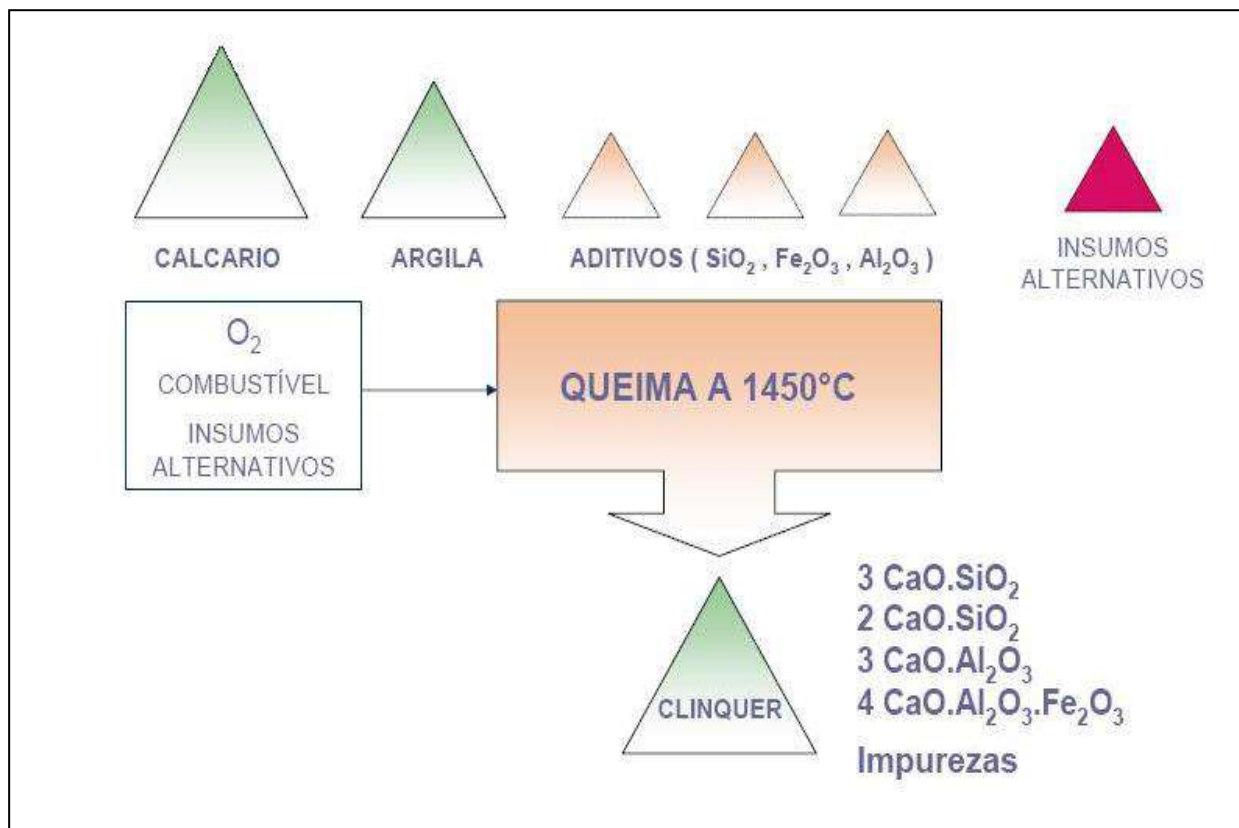 CALCARIO
ARGILA
ADITIVOS ( SiO₂ , Fe₂O₃ , Al₂O₃ )
INSUMOS
ALTERNATIVOS
O₂
COMBUSTÍVEL
INSUMOS
ALTERNATIVOS
QUEIMA A 1450°C
CLINQUER
3 CaO.SiO₂
2 CaO.SiO₂
3 CaO.Al₂O₃
4 CaO.Al₂O₃.Fe₂O₃
Impurezas